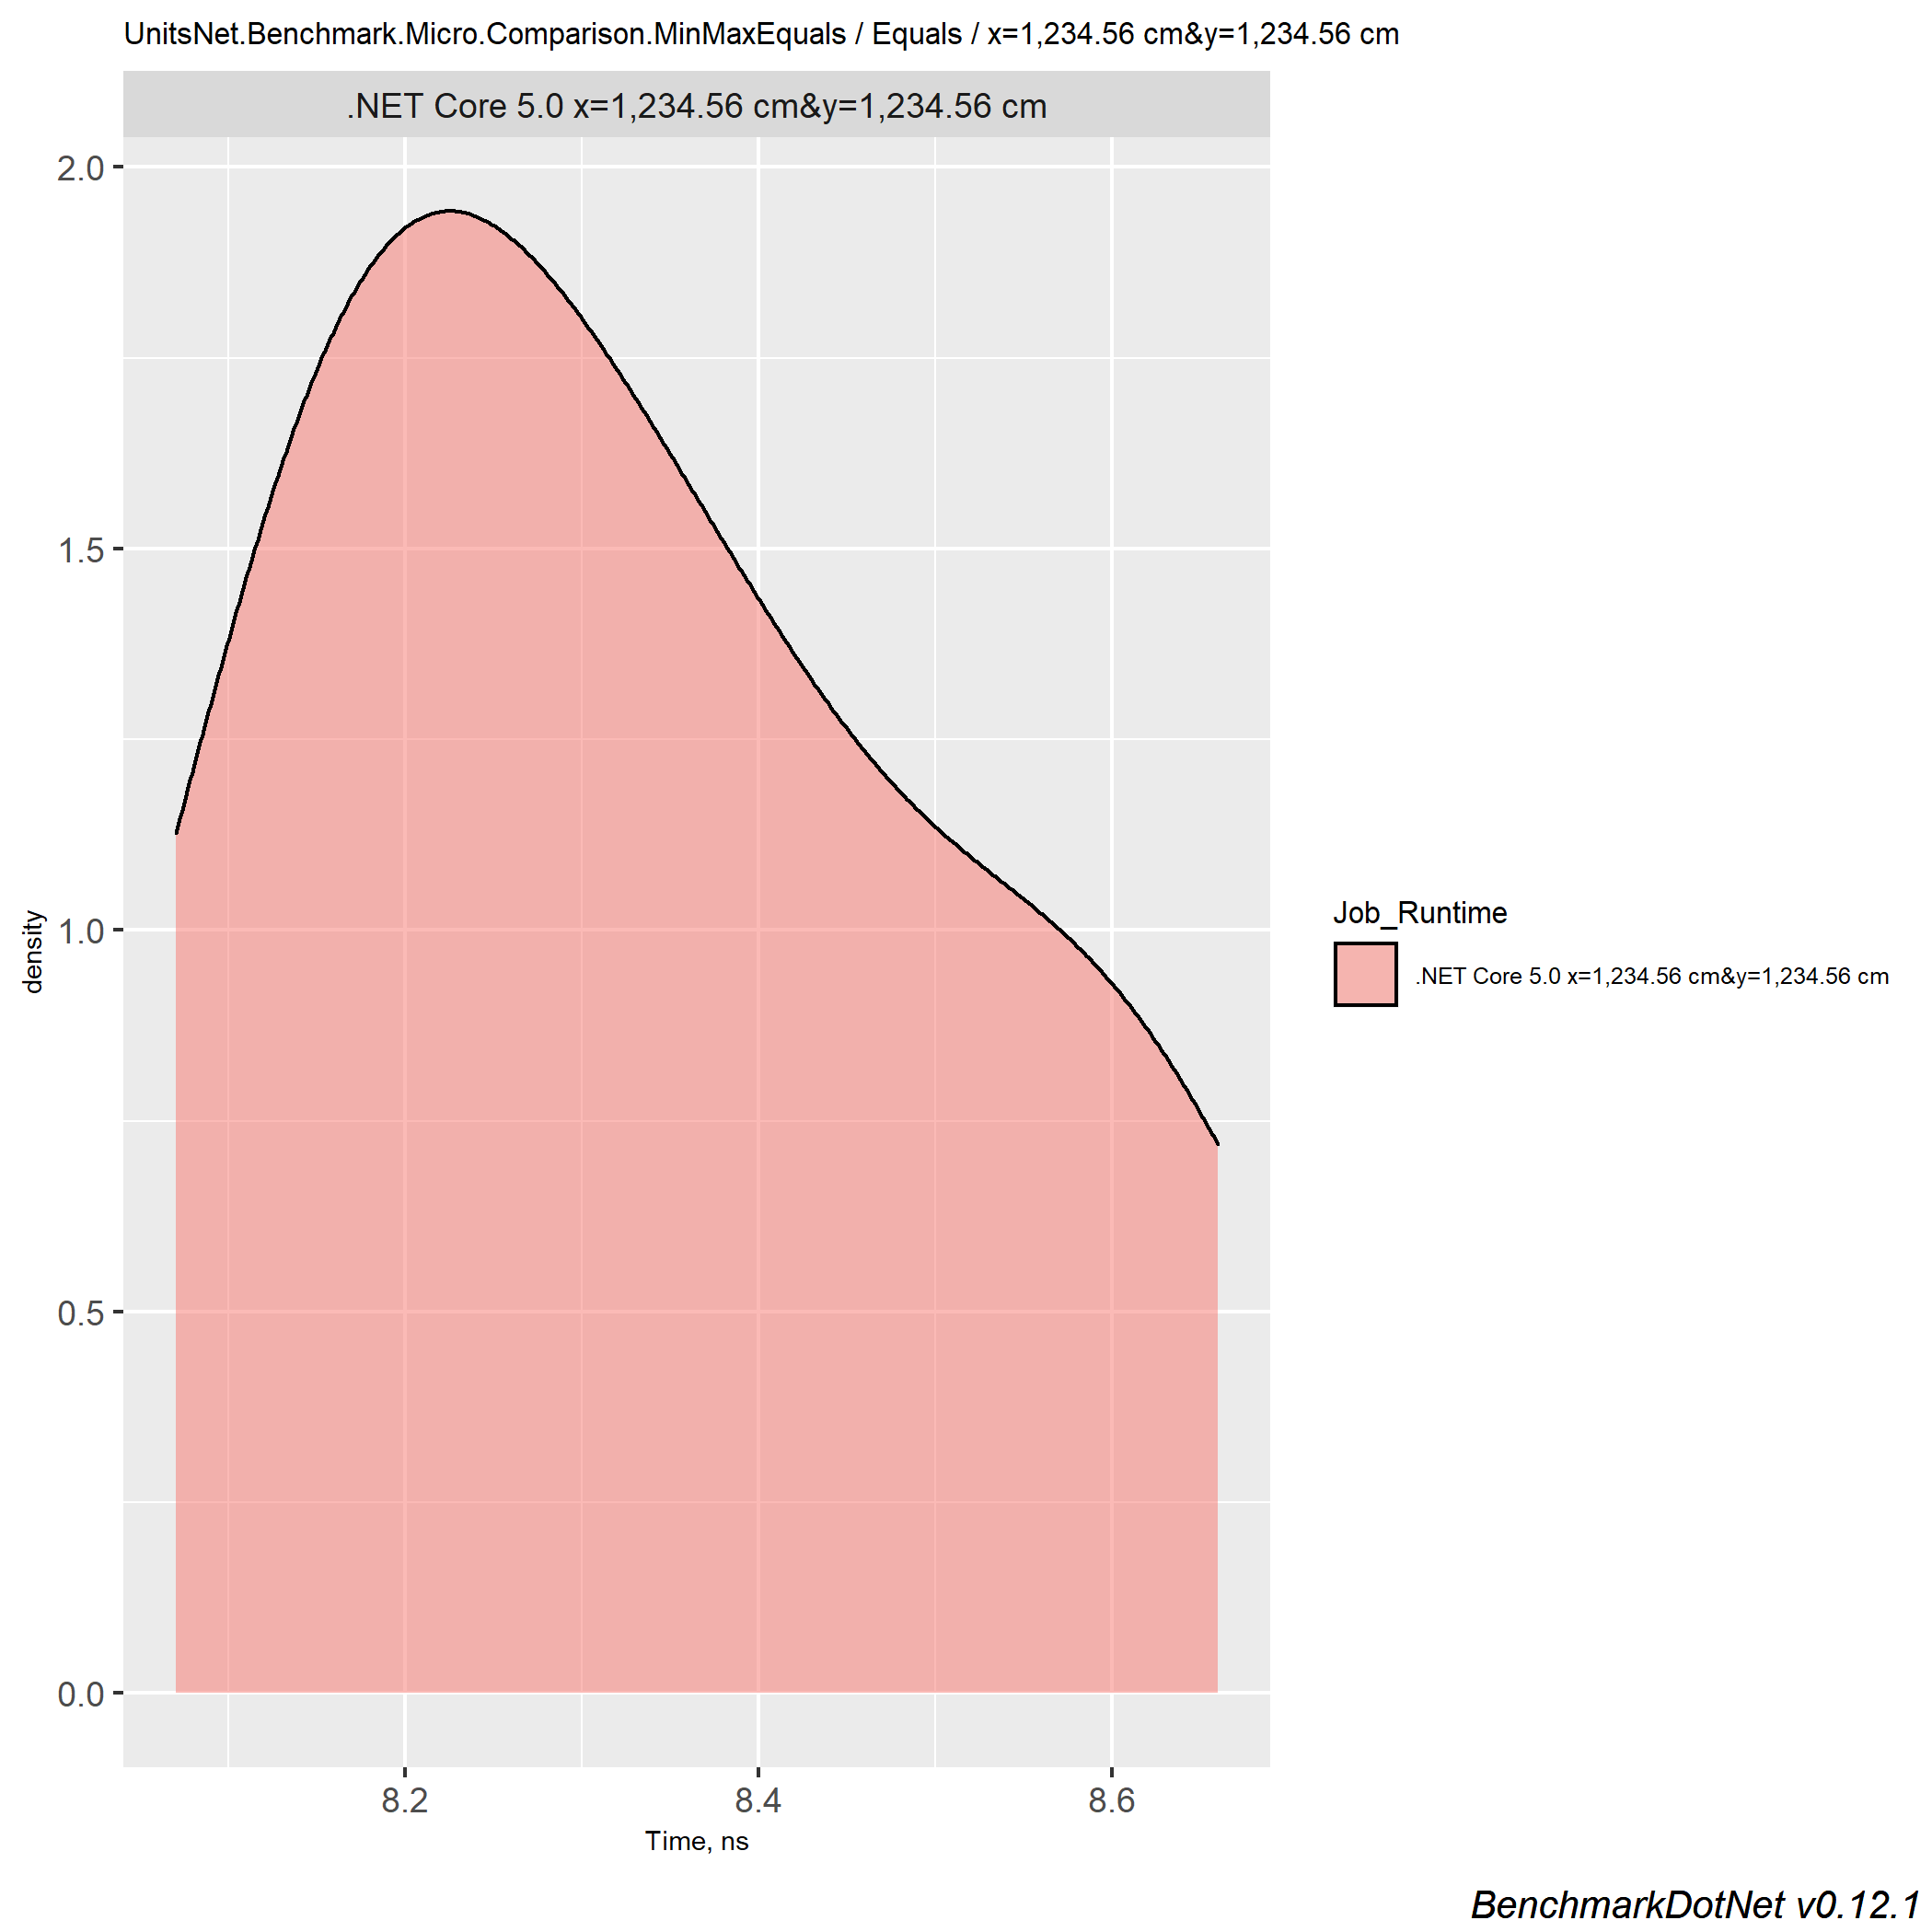 UnitsNet.Benchmark.Micro.Comparison.MinMaxEquals / Equals / x=1,234.56 cm&y=1,234.56 cm
.NET Core 5.0 x=1,234.56 cm&y=1,234.56 cm
2.0
1.5
1.0
0.5
0.0
density
8.2 8.4 8.6
Time, ns
Job_Runtime
.NET Core 5.0 x=1,234.56 cm&y=1,234.56 cm
BenchmarkDotNet v0.12.1